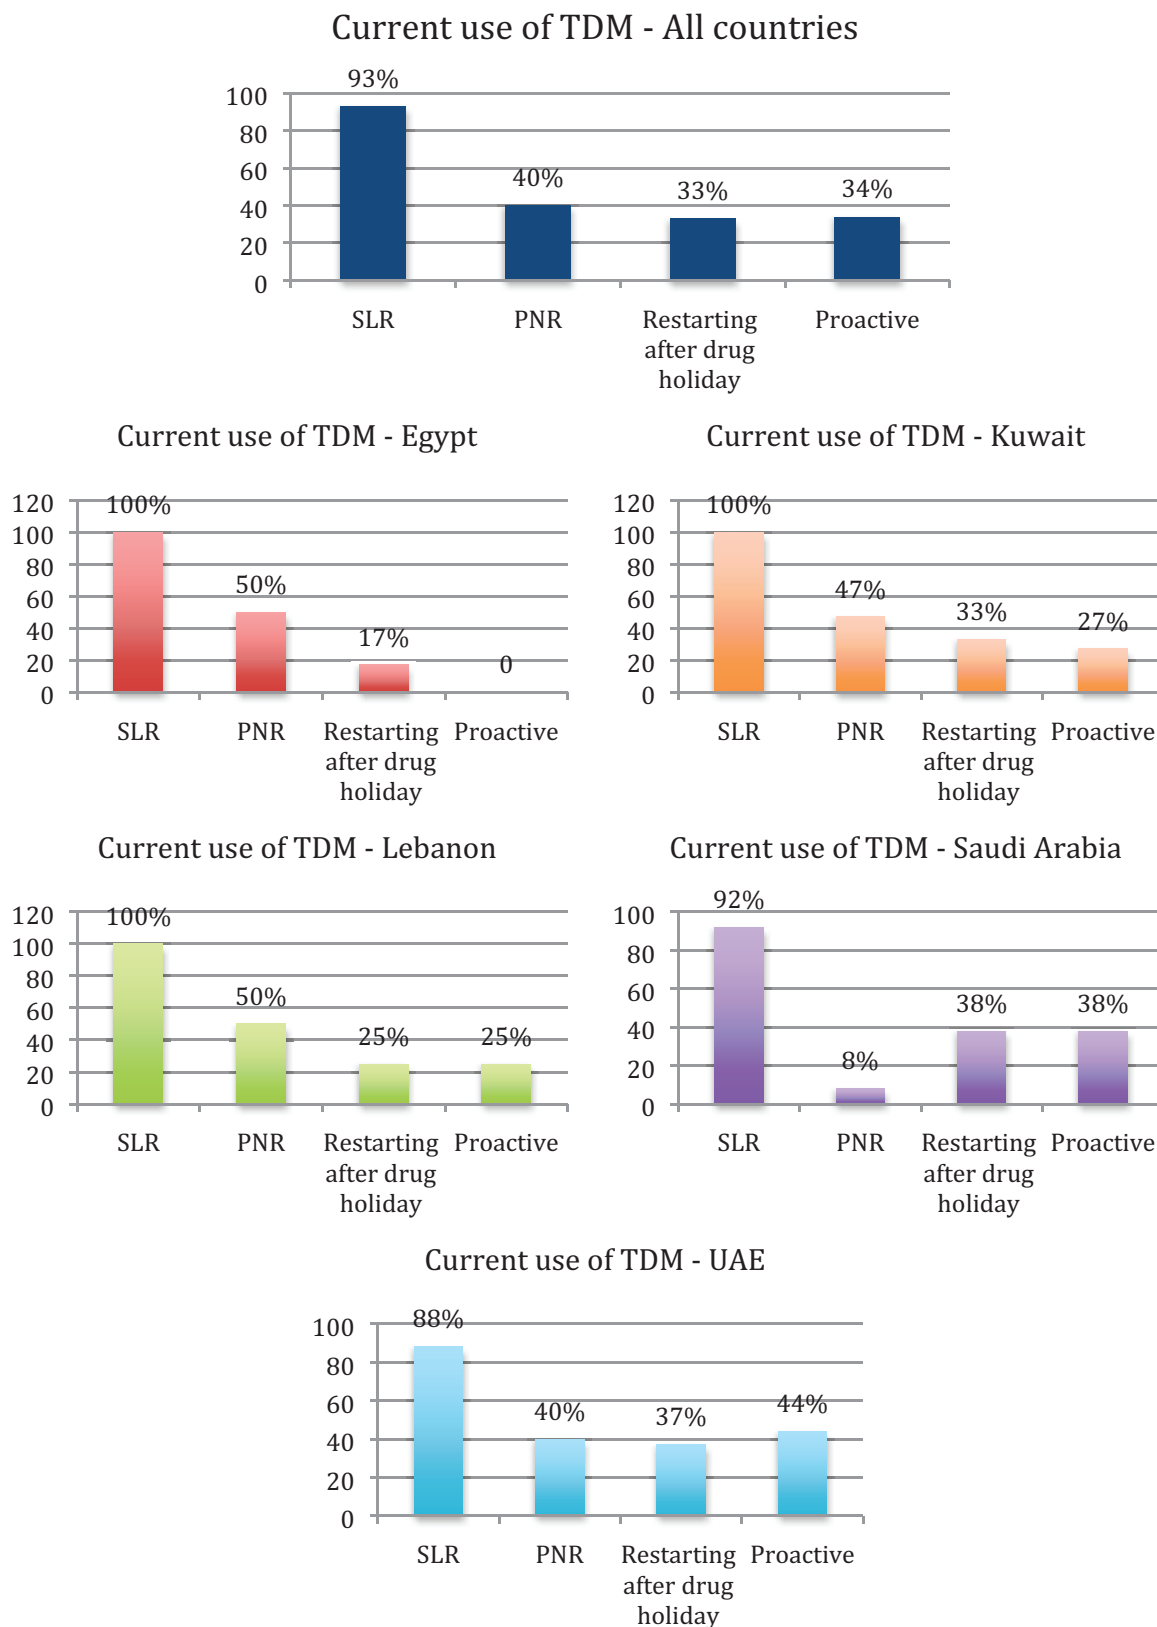 Current use of TDM - All countries
93%
100
80
60
40
20
0
40%
33%
34%
SLR
PNR
Restarting
after drug
holiday
Proactive
Current use of TDM - Egypt
120
100
80
60
40
20
0
100%
50%
17%
0
SLR
PNR
Restarting
after drug
holiday
Proactive
Current use of TDM - Kuwait
120
100
80
60
40
20
0
100%
47%
33%
27%
SLR
PNR
Restarting
after drug
holiday
Proactive
Current use of TDM - Lebanon
120
100
80
60
40
20
0
100%
50%
25%
25%
SLR
PNR
Restarting
after drug
holiday
Proactive
Current use of TDM - Saudi Arabia
100
80
60
40
20
0
92%
8%
38%
38%
SLR
PNR
Restarting
after drug
holiday
Proactive
Current use of TDM - UAE
100
80
60
40
20
0
88%
40%
37%
44%
SLR
PNR
Restarting
after drug
holiday
Proactive